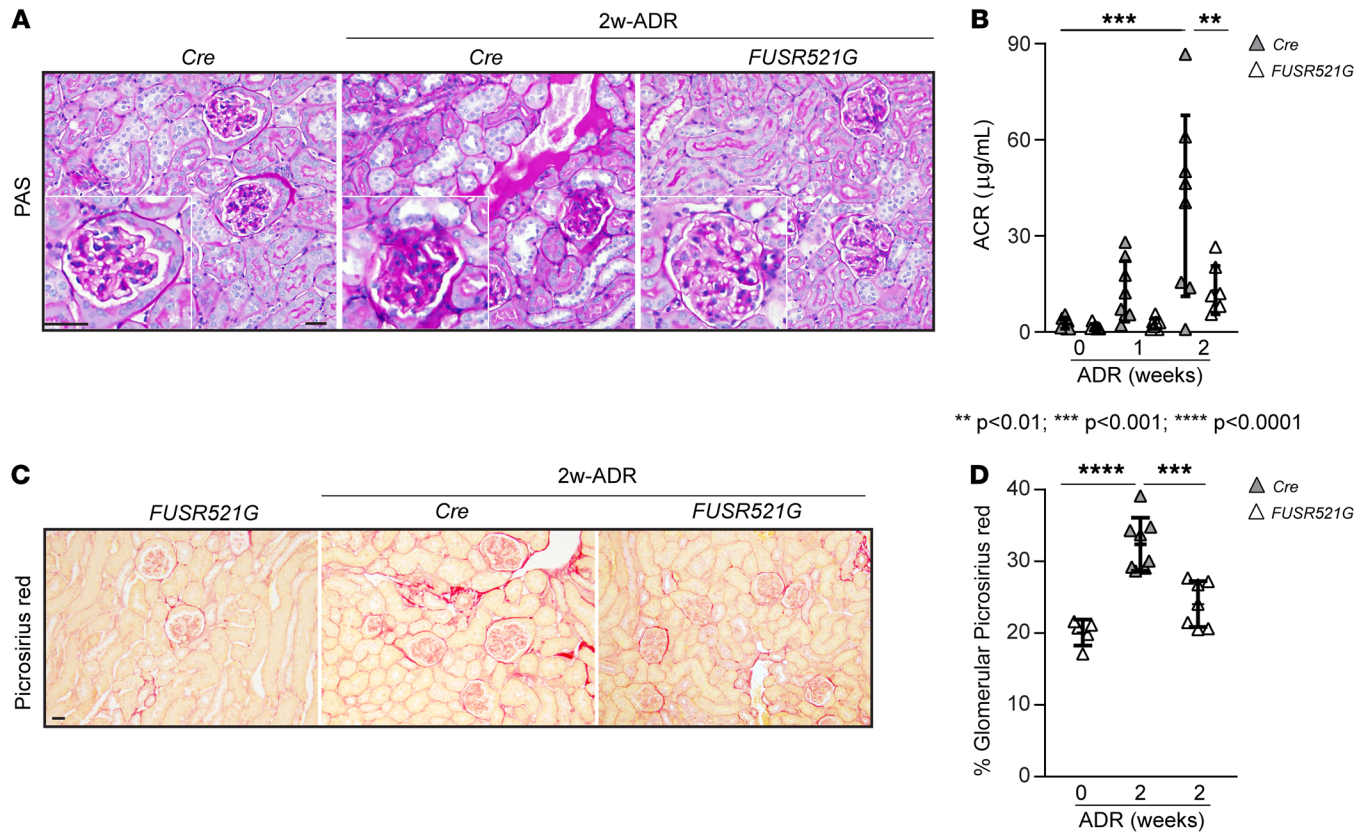 A
2w-ADR
Cre
Cre
FUSR521G
PAS
B
*** **
90
60
30
0
ACR (µg/mL)
0 1 2
ADR (weeks)
Cre
FUSR521G
** p<0.01; *** p<0.001; **** p<0.0001
C
2w-ADR
FUSR521G
Cre
FUSR521G
Picrosirius red
D
**** ***
40
30
20
10
0
% Glomerular Picrosirius red
0 2 2
ADR (weeks)
Cre
FUSR521G